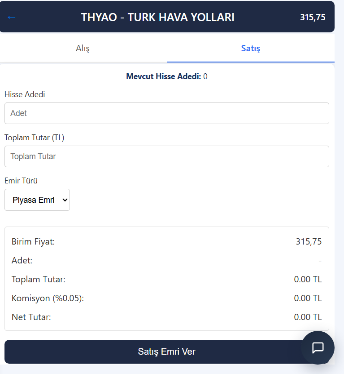 ← THYAO - TURK HAVA YOLLARI 315,75
Alış Satış
Mevcut Hisse Adedi: 0
Hisse Adedi
Adet
Toplam Tutar (TL)
Toplam Tutar
Emir Türü
Piyasa Emri
Birim Fiyat: 315,75
Adet: -
Toplam Tutar: 0.00 TL
Komisyon (%0.05): 0.00 TL
Net Tutar: 0.00 TL
Satış Emri Ver